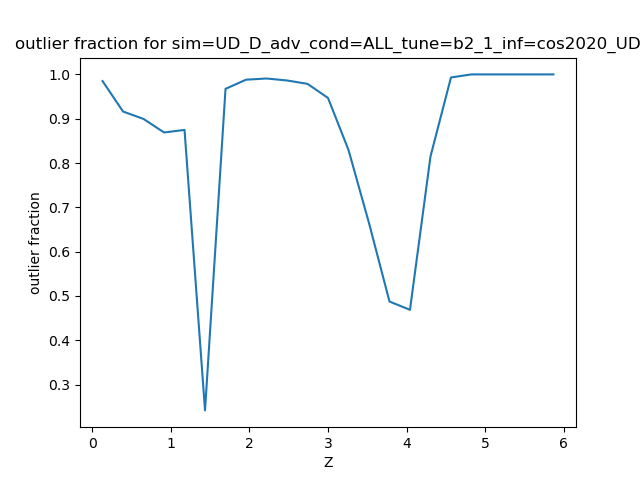 outlier fraction for sim=UD_D_adv_cond=ALL_tune=b2_1_inf=cos2020_UD
1.0
0.9
0.8
0.7
0.6
0.5
0.4
0.3
outlier fraction
0 1 2 3 4 5 6
Z